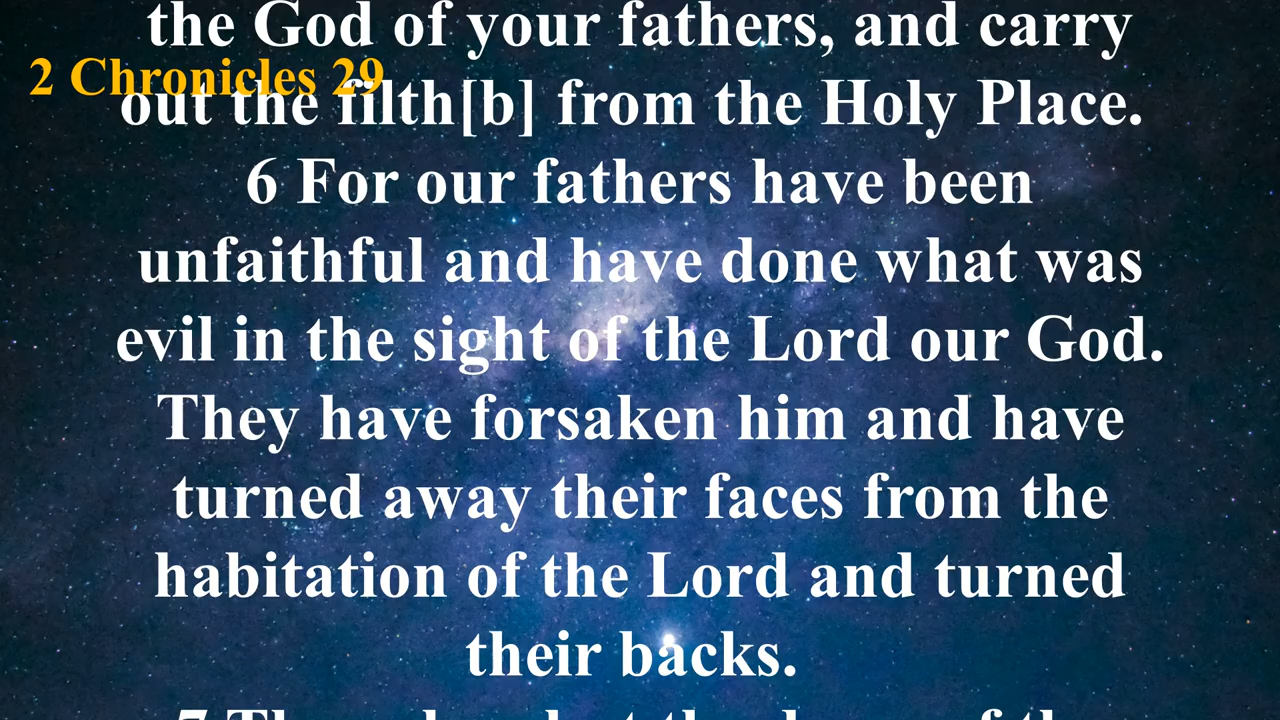 the God of your fathers, and carry
2 Chronicles 29
out the filth[b] from the Holy Place.
6 For our fathers have been
unfaithful and have done what was
evil in the sight of the Lord our God.
They have forsaken him and have
turned away their faces from the
habitation of the Lord and turned
their backs.